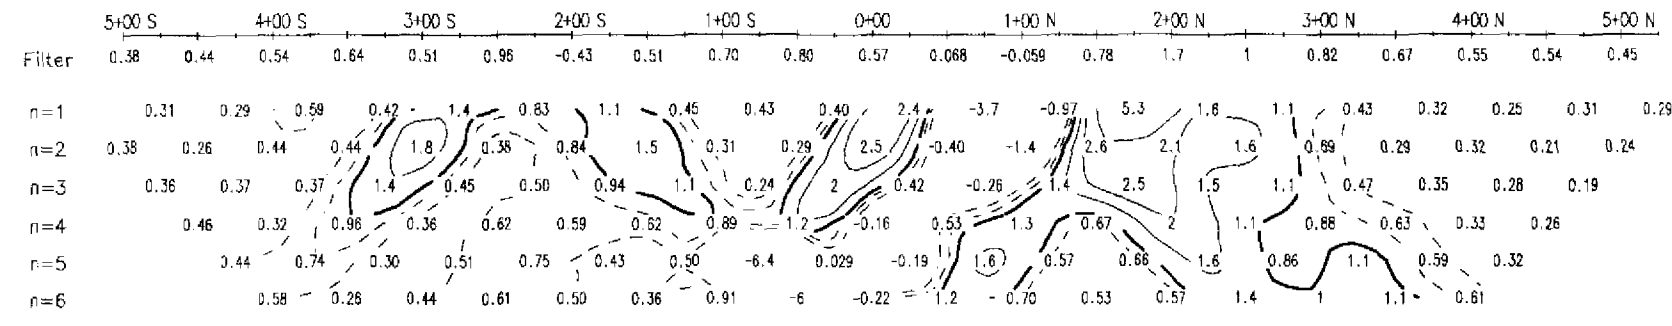 5+00 S 4+00 S 3+00 S 2+00 S 1+00 S 0+00 1+00 N 2+00 N 3+00 N 4+00 N 5+00 N
Filter 0.38 0.44 0.54 0.64 0.51 0.96 -0.43 0.51 0.70 0.80 0.57 0.068 -0.059 0.78 1.7 1 0.82 0.67 0.55 0.54 0.45
n=1 0.31 0.29 0.59 0.42 1.4 0.83 1.1 0.45 0.43 0.40 2.4 -3.7 -0.97 5.3 1.6 1.1 0.43 0.32 0.25 0.31 0.29
n=2 0.38 0.26 0.44 0.44 1.8 0.38 0.84 1.5 0.31 0.29 2.5 -0.40 -1.4 2.6 2.1 1.6 0.69 0.29 0.32 0.21 0.24
n=3 0.36 0.37 0.37 1.4 0.45 0.50 0.94 1.1 0.24 2 0.42 -0.26 1.4 2.5 1.5 1.1 0.47 0.35 0.28 0.19
n=4 0.46 0.32 0.96 0.36 0.62 0.59 0.62 0.89 1.2 -0.16 0.53 1.3 0.67 2 1.1 0.88 0.63 0.33 0.26
n=5 0.44 0.74 0.30 0.51 0.75 0.43 0.50 -6.4 0.029 -0.19 1.6 0.57 0.66 1.6 0.86 1.1 0.59 0.32
n=6 0.58 0.26 0.44 0.61 0.50 0.36 0.91 -6 -0.22 1.2 0.70 0.53 0.57 1.4 1 1.1 0.61